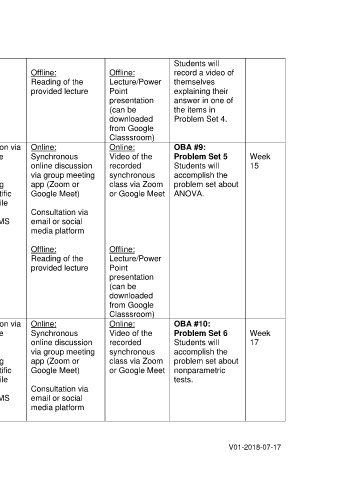 Students will
record a video of
themselves
explaining their
answer in one of
the items in
Problem Set 4.
Offline:
Reading of the
provided lecture
Offline:
Lecture/Power
Point
presentation
(can be
downloaded
from Google
Classsroom)
on via
e
g
tific
ile
MS
Online:
Synchronous
online discussion
via group meeting
app (Zoom or
Google Meet)
Consultation via
email or social
media platform
Offline:
Reading of the
provided lecture
Online:
Video of the
recorded
synchronous
class via Zoom
or Google Meet
Offline:
Lecture/Power
Point
presentation
(can be
downloaded
from Google
Classsroom)
OBA #9:
Problem Set 5
Students will
accomplish the
problem set about
ANOVA.
Week
15
on via
e
g
tific
ile
MS
Online:
Synchronous
online discussion
via group meeting
app (Zoom or
Google Meet)
Consultation via
email or social
media platform
Online:
Video of the
recorded
synchronous
class via Zoom
or Google Meet
OBA #10:
Problem Set 6
Students will
accomplish the
problem set about
nonparametric
tests.
Week
17
V01-2018-07-17